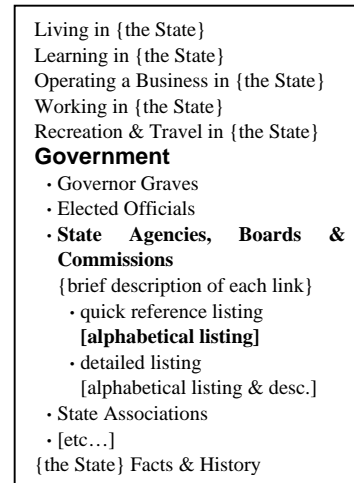 Living in {the State}
Learning in {the State}
Operating a Business in {the State}
Working in {the State}
Recreation & Travel in {the State}
Government
• Governor Graves
• Elected Officials
• State Agencies, Boards &
Commissions
{brief description of each link}
• quick reference listing
[alphabetical listing]
• detailed listing
[alphabetical listing & desc.]
• State Associations
• [etc…]
{the State} Facts & History